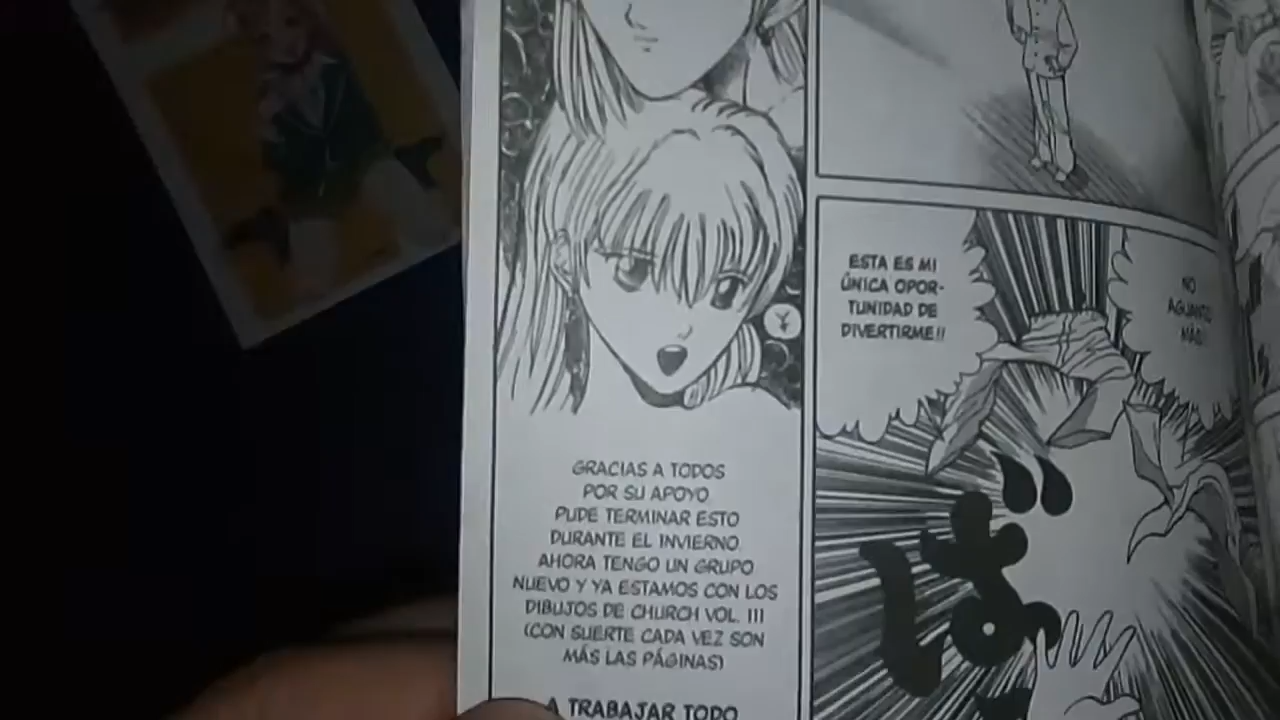 GRACIAS A TODOS
POR SU APOYO
PUDE TERMINAR ESTO
DURANTE EL INVIERNO.
AHORA TENGO UN GRUPO
NUEVO Y YA ESTAMOS CON LOS
DIBUJOS DE CHURCH VOL. III
(CON SUERTE CADA VEZ SON
MÁS LAS PÁGINAS)
A TRABAJAR TODO
NO
AGUANTO
MÁS
ESTA ES MI
ÚNICA OPOR-
TUNIDAD DE
DIVERTIRME!!
ば